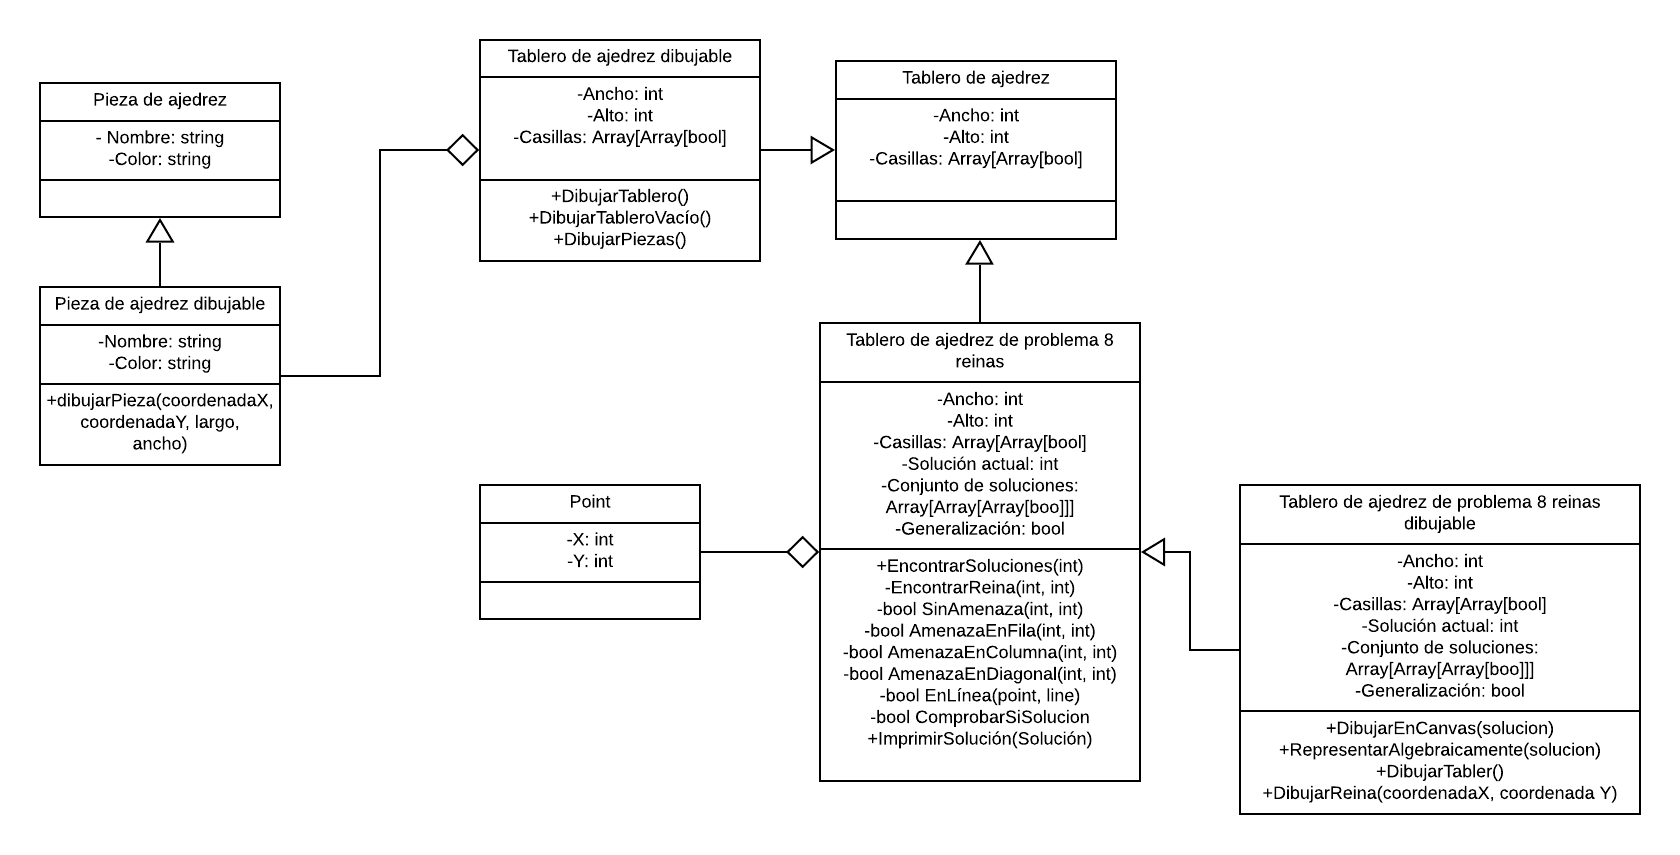 Pieza de ajedrez
- Nombre: string
-Color: string
Pieza de ajedrez dibujable
-Nombre: string
-Color: string
+dibujarPieza(coordenadaX,
coordenadaY, largo,
ancho)
Tablero de ajedrez dibujable
-Ancho: int
-Alto: int
-Casillas: Array[Array[bool]
+DibujarTablero()
+DibujarTableroVacío()
+DibujarPiezas()
Tablero de ajedrez
-Ancho: int
-Alto: int
-Casillas: Array[Array[bool]
Point
-X: int
-Y: int
Tablero de ajedrez de problema 8
reinas
-Ancho: int
-Alto: int
-Casillas: Array[Array[bool]
-Solución actual: int
-Conjunto de soluciones:
Array[Array[Array[boo]]]
-Generalización: bool
+EncontrarSoluciones(int)
-EncontrarReina(int, int)
-bool SinAmenaza(int, int)
-bool AmenazaEnFila(int, int)
-bool AmenazaEnColumna(int, int)
-bool AmenazaEnDiagonal(int, int)
-bool EnLínea(point, line)
-bool ComprobarSiSolucion
+ImprimirSolución(Solución)
Tablero de ajedrez de problema 8 reinas
dibujable
-Ancho: int
-Alto: int
-Casillas: Array[Array[bool]
-Solución actual: int
-Conjunto de soluciones:
Array[Array[Array[boo]]]
-Generalización: bool
+DibujarEnCanvas(solucion)
+RepresentarAlgebraicamente(solucion)
+DibujarTabler()
+DibujarReina(coordenadaX, coordenada Y)